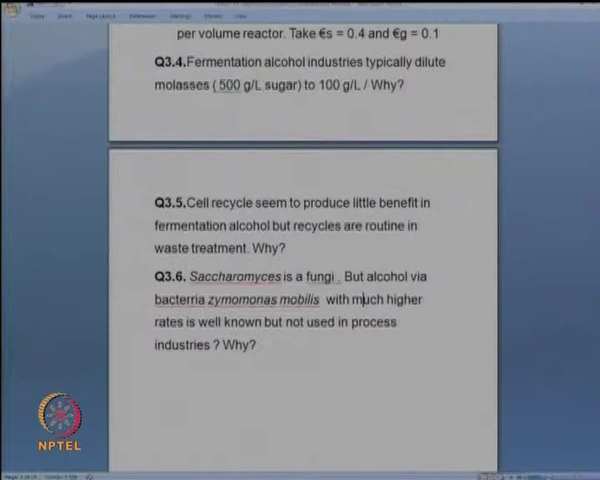 per volume reactor. Take €s = 0.4 and €g = 0.1
Q3.4.Fermentation alcohol industries typically dilute
molasses ( 500 g/L sugar) to 100 g/L / Why?
Q3.5.Cell recycle seem to produce little benefit in
fermentation alcohol but recycles are routine in
waste treatment. Why?
Q3.6. Saccharomyces is a fungi . But alcohol via
bacterria zymomonas mobilis with much higher
rates is well known but not used in process
industries ? Why?
NPTEL